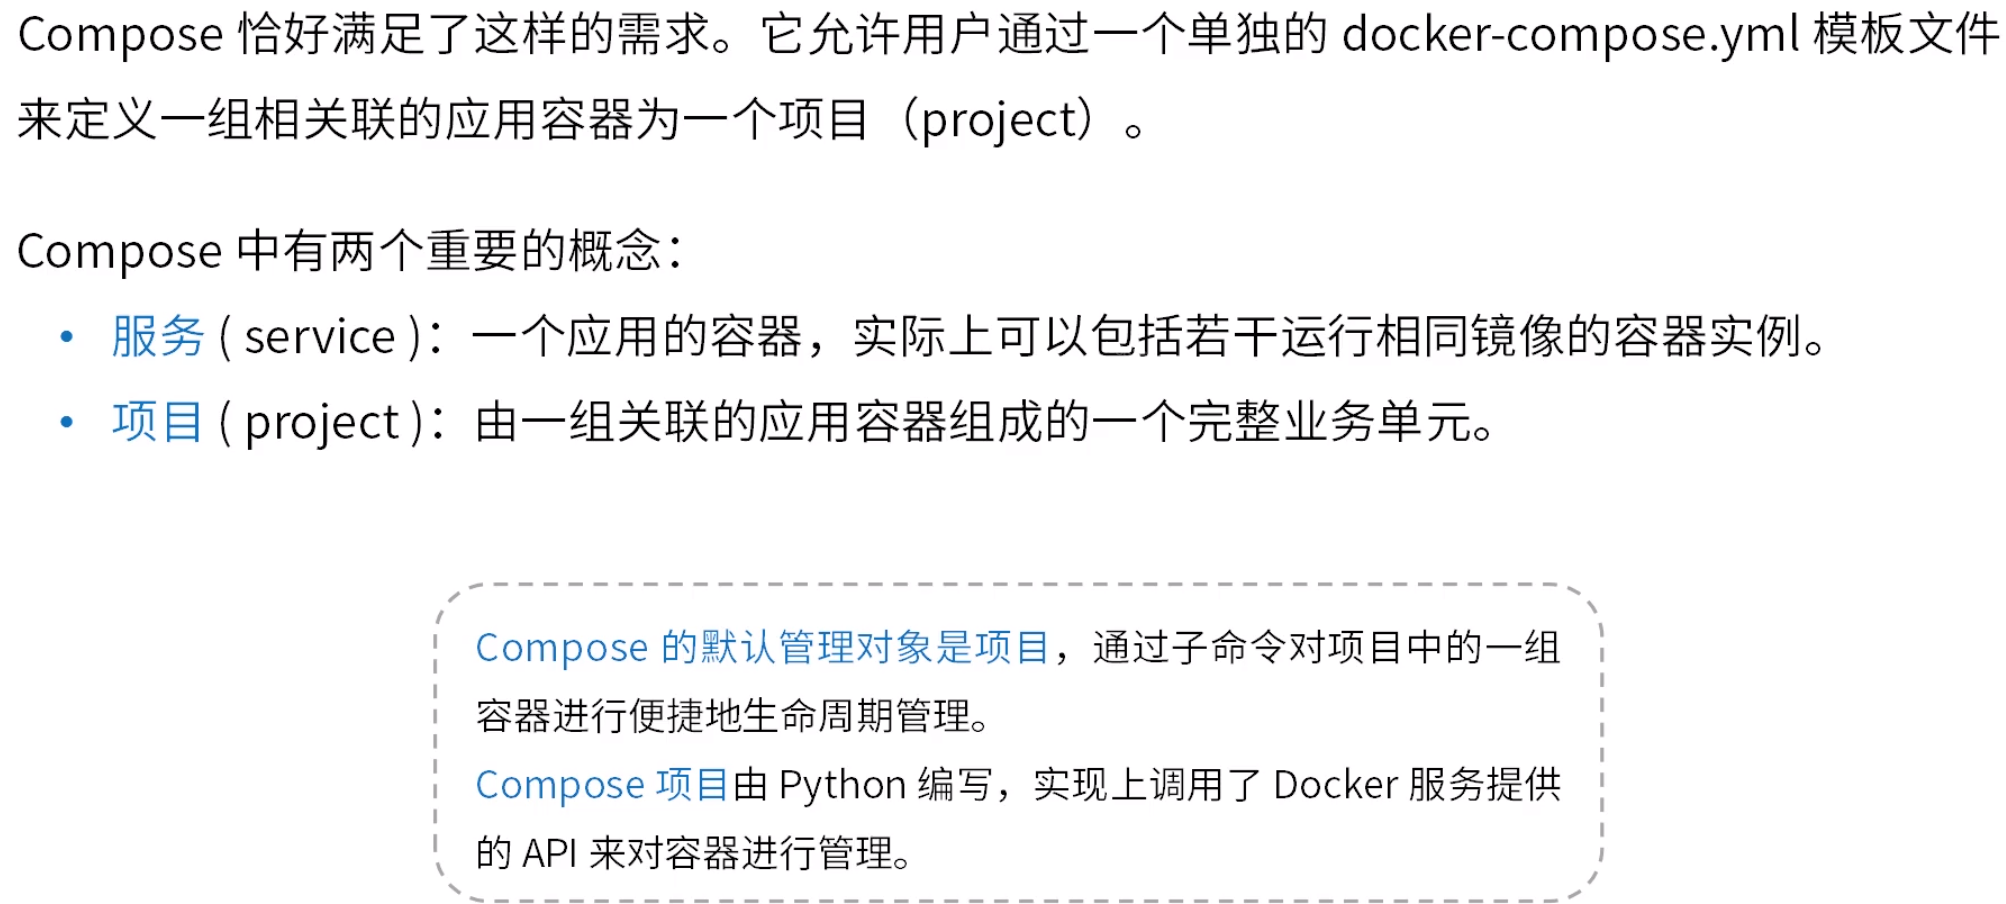 Compose 恰好满足了这样的需求。它允许用户通过一个单独的 docker-compose.yml 模板文件
来定义一组相关联的应用容器为一个项目（project）。
Compose 中有两个重要的概念：
• 服务 ( service )：一个应用的容器，实际上可以包括若干运行相同镜像的容器实例。
• 项目 ( project )：由一组关联的应用容器组成的一个完整业务单元。
Compose 的默认管理对象是项目，通过子命令对项目中的一组
容器进行便捷地生命周期管理。
Compose 项目由 Python 编写，实现上调用了 Docker 服务提供
的 API 来对容器进行管理。